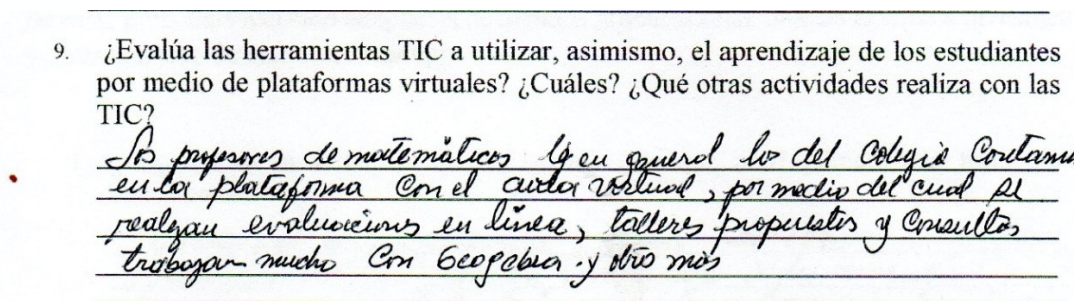 9. ¿Evalúa las herramientas TIC a utilizar, asimismo, el aprendizaje de los estudiantes
por medio de plataformas virtuales? ¿Cuáles? ¿Qué otras actividades realiza con las
TIC?
Los profesores de matemáticas y en general los del Colegio Contamos
en la plataforma Con el aula virtual, por medio del cual se
realizan evaluaciones en línea, talleres propuestos y Consultas
trabajan mucho Con Geogebra y otro más